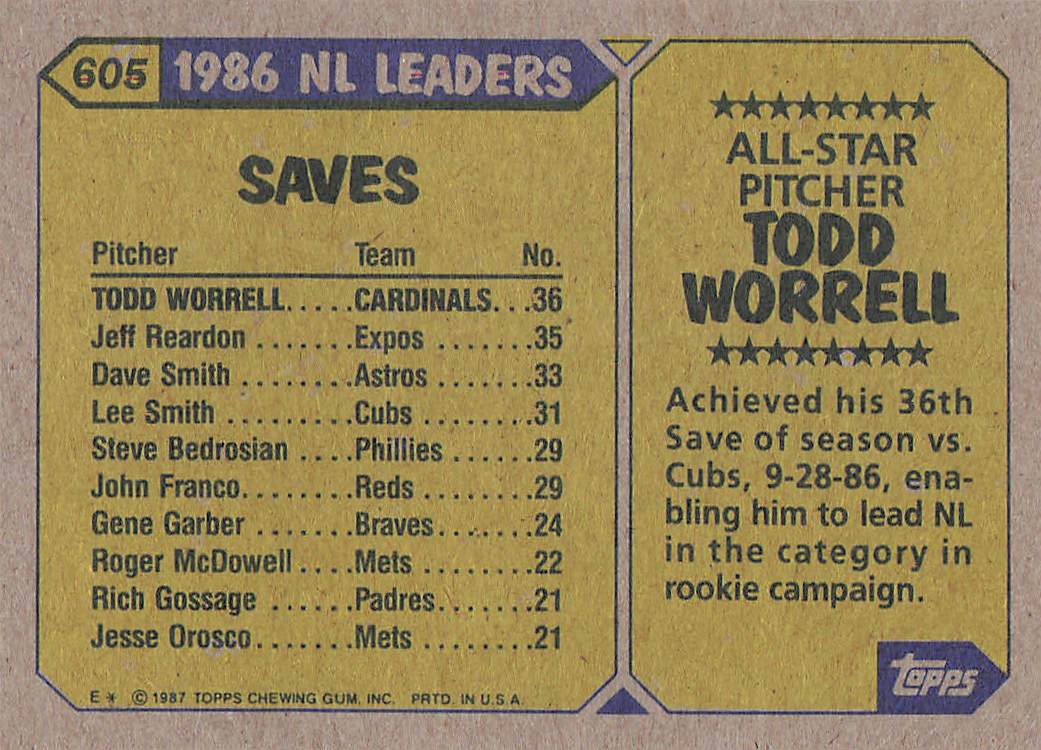 605 1986 NL LEADERS
SAVES
Pitcher Team No.
TODD WORRELL.....CARDINALS...36
Jeff Reardon .......Expos .......35
Dave Smith ........Astros .......33
Lee Smith .........Cubs ........31
Steve Bedrosian ....Phillies ......29
John Franco........Reds ........29
Gene Garber .......Braves.......24
Roger McDowell....Mets ........22
Rich Gossage ......Padres.......21
Jesse Orosco.......Mets ........21
E* © 1987 TOPPS CHEWING GUM, INC. PRTD. IN U.S.A.
ALL-STAR
PITCHER
TODD
WORRELL
Achieved his 36th
Save of season vs.
Cubs, 9-28-86, ena-
bling him to lead NL
in the category in
rookie campaign.
topps